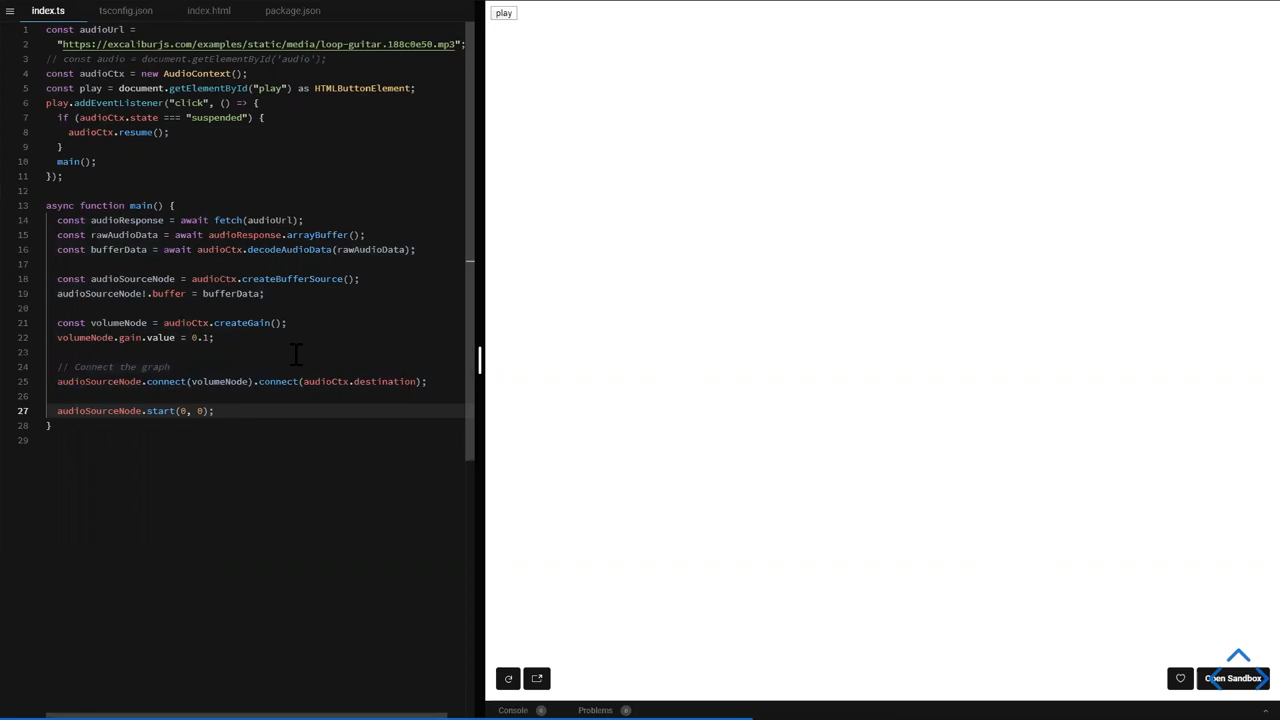 index.ts
tsconfig.json
index.html
package.json
1 const audioUrl =
2 "https://excaliburjs.com/examples/static/media/loop-guitar.188c0e50.mp3";
3 // const audio = document.getElementById('audio');
4 const audioCtx = new AudioContext();
5 const play = document.getElementById("play") as HTMLButtonElement;
6 play.addEventListener("click", () => {
7 if (audioCtx.state === "suspended") {
8 audioCtx.resume();
9 }
10 main();
11 });
12
13 async function main() {
14 const audioResponse = await fetch(audioUrl);
15 const rawAudioData = await audioResponse.arrayBuffer();
16 const bufferData = await audioCtx.decodeAudioData(rawAudioData);
17
18 const audioSourceNode = audioCtx.createBufferSource();
19 audioSourceNode!.buffer = bufferData;
20
21 const volumeNode = audioCtx.createGain();
22 volumeNode.gain.value = 0.1;
23
24 // Connect the graph
25 audioSourceNode.connect(volumeNode).connect(audioCtx.destination);
26
27 audioSourceNode.start(0, 0);
28 }
29
play
Open Sandbox
Console 0
Problems 0